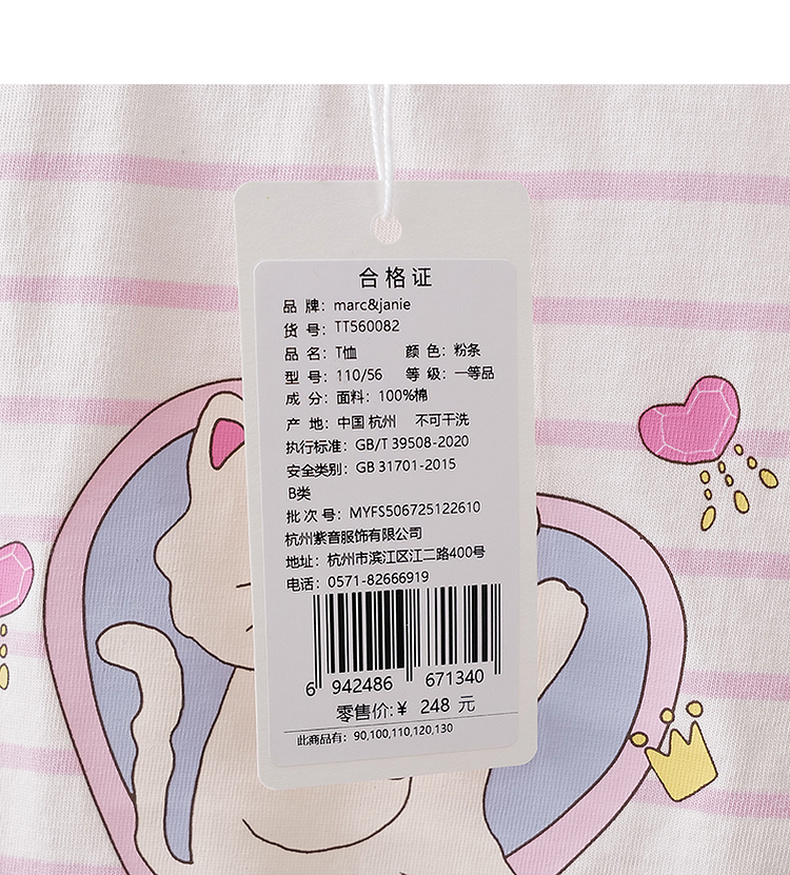 合格证
品 牌：marc&janie
货 号：TT560082
品 名：T恤 颜 色：粉条
型 号：110/56 等 级：一等品
成 分：面料：100%棉
产 地：中国 杭州 不可干洗
执行标准：GB/T 39508-2020
安全类别：GB 31701-2015
B类
批 次 号：MYFS506725122610
杭州紫音服饰有限公司
地址：杭州市滨江区江二路400号
电话：0571-82666919
6 942486 671340
零售价:¥ 248 元
此商品有：90,100,110,120,130